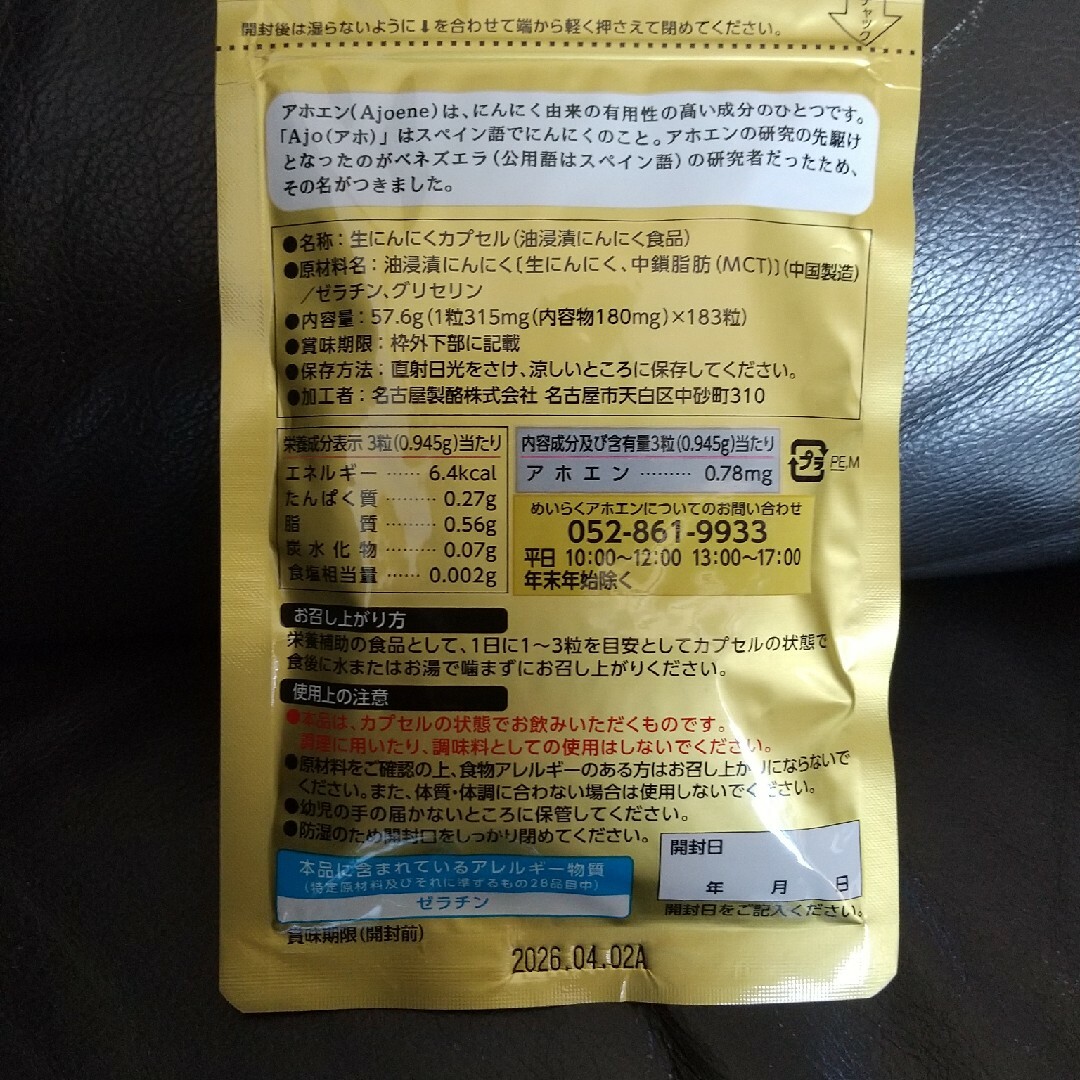 開封後は湿らないように⬇を合わせて端から軽く押さえて閉めてください。
チャック
アホエン(Ajoene)は、にんにく由来の有用性の高い成分のひとつです。
「Ajo(アホ)」はスペイン語でにんにくのこと。アホエンの研究の先駆け
となったのがベネズエラ(公用語はスペイン語)の研究者だったため、
その名がつきました。
●名称：生にんにくカプセル(油浸漬にんにく食品)
●原材料名：油浸漬にんにく〔生にんにく、中鎖脂肪(MCT)〕(中国製造)
／ゼラチン、グリセリン
●内容量：57.6g(1粒315mg(内容物180mg)×183粒)
●賞味期限：枠外下部に記載
●保存方法：直射日光をさけ、涼しいところに保存してください。
●加工者：名古屋製酪株式会社 名古屋市天白区中砂町310
栄養成分表示 3粒(0.945g)当たり
エネルギー……6.4kcal
たんぱく質………0.27g
脂　　質………0.56g
炭水化物………0.07g
食塩相当量……0.002g
内容成分及び含有量3粒(0.945g)当たり
アホエン………0.78mg
プラ PE,M
めいらくアホエンについてのお問い合わせ
052-861-9933
平日 10:00〜12:00 13:00〜17:00
年末年始除く
お召し上がり方
栄養補助の食品として、1日に1〜3粒を目安としてカプセルの状態で
食後に水またはお湯で噛まずにお召し上がりください。
使用上の注意
●本品は、カプセルの状態でお飲みいただくものです。
調理に用いたり、調味料としての使用はしないでください。
●原材料をご確認の上、食物アレルギーのある方はお召し上がりにならないで
ください。また、体質・体調に合わない場合は使用しないでください。
●幼児の手の届かないところに保管してください。
●防湿のため開封口をしっかり閉めてください。
本品に含まれているアレルギー物質
(特定原材料及びそれに準ずるもの28品目中)
ゼラチン
開封日
年　月　日
開封日をご記入ください。
賞味期限(開封前)
2026.04.02A